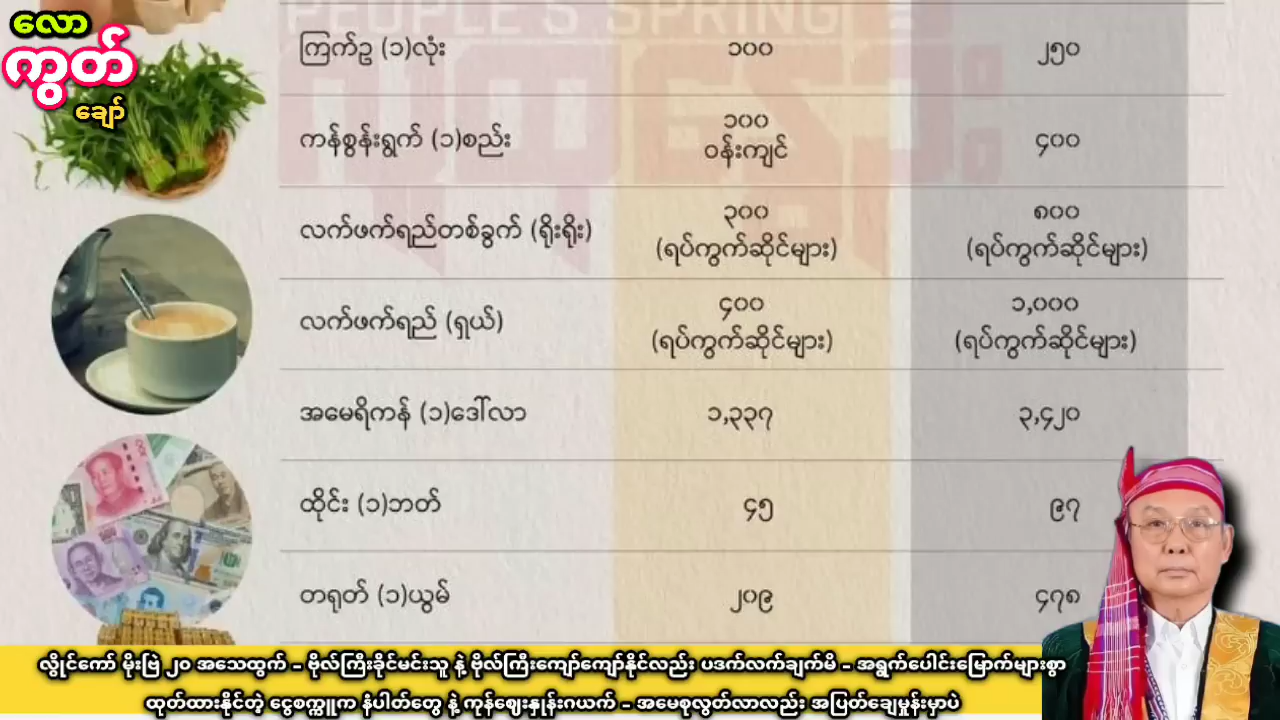 လော
ကွတ်
ချော်
PEOPLE'S SPRING
ကြက်ဥ (၁)လုံး ၁၀၀ ၂၅၀
ကန်စွန်းရွက် (၁)စည်း ၁၀၀ ဝန်းကျင် ၄၀၀
လက်ဖက်ရည်တစ်ခွက် (ရိုးရိုး) ၃၀၀ (ရပ်ကွက်ဆိုင်များ) ၈၀၀ (ရပ်ကွက်ဆိုင်များ)
လက်ဖက်ရည် (ရှယ်) ၄၀၀ (ရပ်ကွက်ဆိုင်များ) ၁,၀၀၀ (ရပ်ကွက်ဆိုင်များ)
အမေရိကန် (၁)ဒေါ်လာ ၁,၃၃၇ ၃,၄၂၀
ထိုင်း (၁)ဘတ် ၄၅ ၉၇
တရုတ် (၁)ယွမ် ၂၀၉ ၄၇၈
လွိုင်ကော် မိုးဗြဲ ၂၀ အသေထွက် - ဗိုလ်ကြီးခိုင်မင်းသူ နဲ့ ဗိုလ်ကြီးကျော်ကျော်နိုင်လည်း ပဒက်လက်ချက်မိ - အရွက်ပေါင်းမြောက်များစွာ
ထုတ်ထားနိုင်တဲ့ ငွေစက္ကူက နံပါတ်တွေ နဲ့ ကုန်ဈေးနှုန်းဂယက် - အမေစုလွတ်လာလည်း အပြတ်ချေမှုန်းမှာပဲ